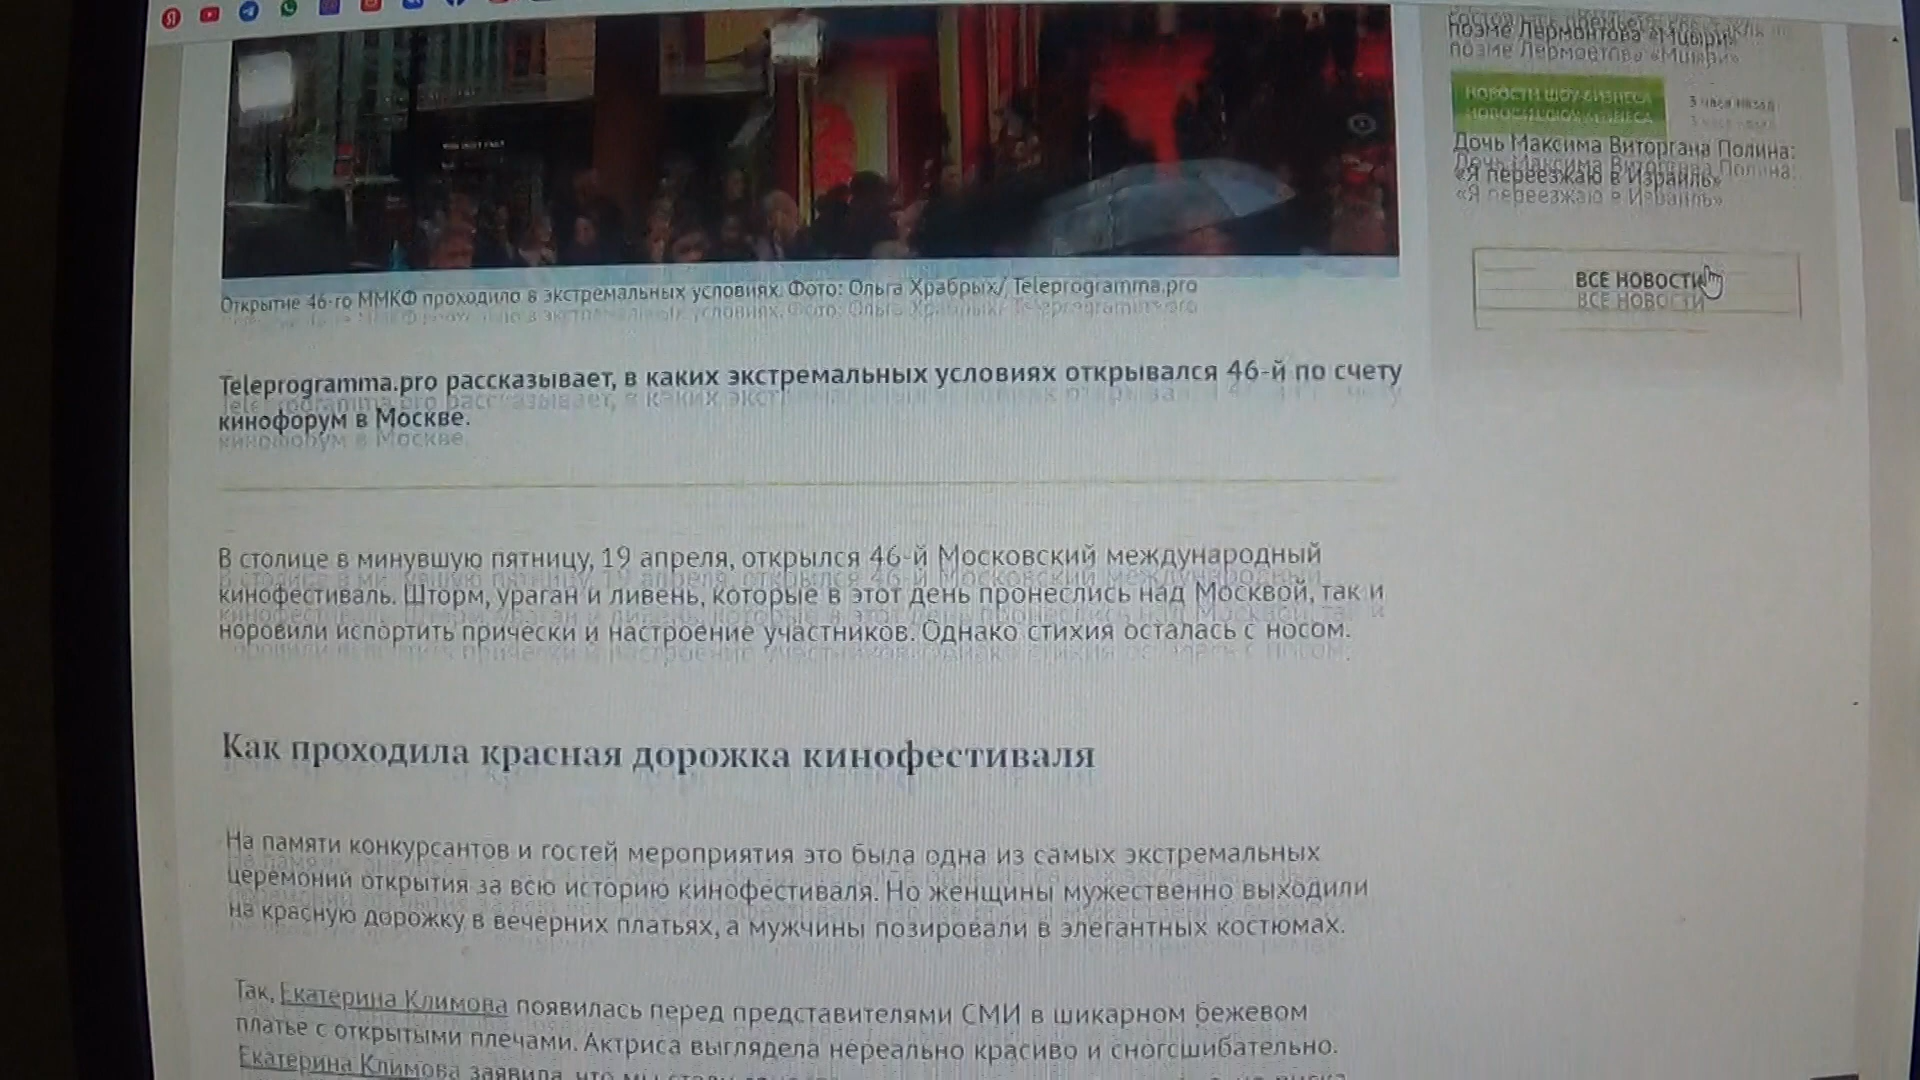 поэме Лермонтова «Мцыри»
НОВОСТИ ШОУ-БИЗНЕСА
3 часа назад
Дочь Максима Виторгана Полина:
«Я переезжаю в Израиль»
ВСЕ НОВОСТИ
Открытие 46-го ММКФ проходило в экстремальных условиях. Фото: Ольга Храбрых/ Teleprogramma.pro
Teleprogramma.pro рассказывает, в каких экстремальных условиях открывался 46-й по счету
кинофорум в Москве.
В столице в минувшую пятницу, 19 апреля, открылся 46-й Московский международный
кинофестиваль. Шторм, ураган и ливень, которые в этот день пронеслись над Москвой, так и
норовили испортить прически и настроение участников. Однако стихия осталась с носом.
Как проходила красная дорожка кинофестиваля
На памяти конкурсантов и гостей мероприятия это была одна из самых экстремальных
церемоний открытия за всю историю кинофестиваля. Но женщины мужественно выходили
на красную дорожку в вечерних платьях, а мужчины позировали в элегантных костюмах.
Так, Екатерина Климова появилась перед представителями СМИ в шикарном бежевом
платье с открытыми плечами. Актриса выглядела нереально красиво и сногсшибательно.
Екатерина Климова заявила, что мы